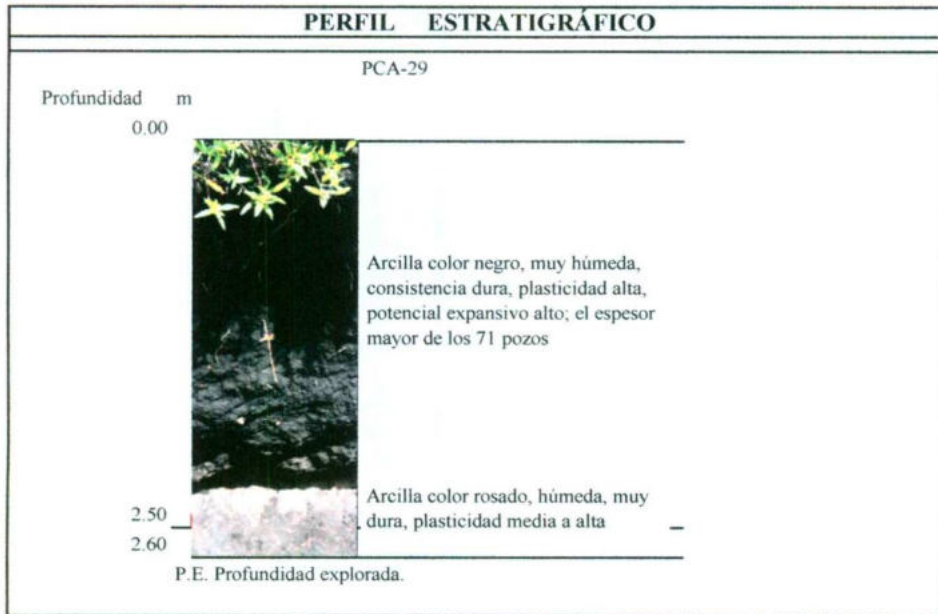 PERFIL ESTRATIGRÁFICO
PCA-29
Profundidad m
0.00
Arcilla color negro, muy húmeda,
consistencia dura, plasticidad alta,
potencial expansivo alto; el espesor
mayor de los 71 pozos
Arcilla color rosado, húmeda, muy
dura, plasticidad media a alta
2.50
2.60
P.E. Profundidad explorada.